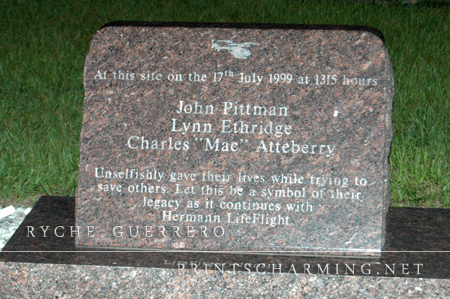 At this site on the 17th July 1999 at 1315 hours
John Pittman
Lynn Ethridge
Charles "Mac" Atteberry
Unselfishly gave their lives while trying to
save others. Let this be a symbol of their
legacy as it continues with
Hermann LifeFlight
RYCHE GUERRERO
PRINTSCHARMING.NET